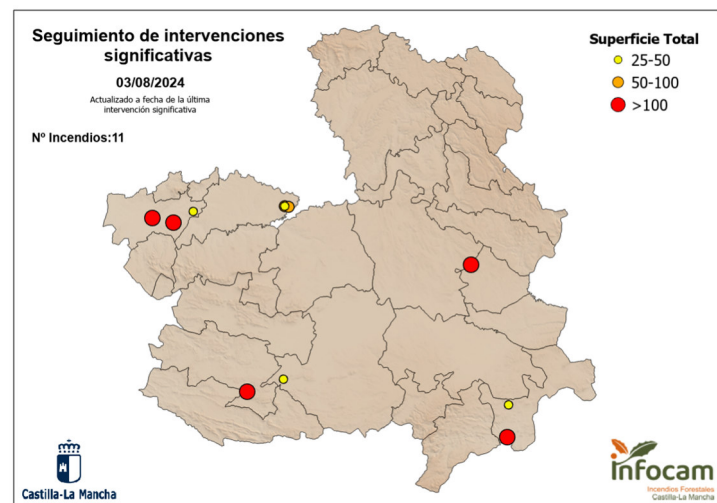 Seguimiento de intervenciones
significativas
03/08/2024
Actualizado a fecha de la última
intervención significativa
Nº Incendios:11
Superficie Total
25-50
50-100
>100
Castilla-La Mancha
infocam
Incendios Forestales
Castilla-La Mancha